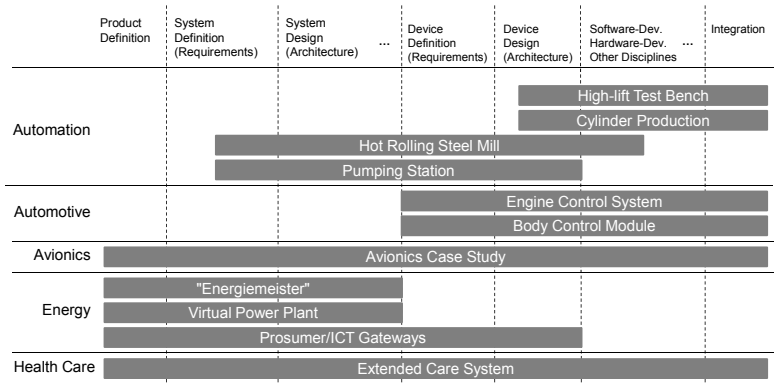 Product
Definition
System
Definition
(Requirements)
System
Design
(Architecture)
...
Device
Definition
(Requirements)
Device
Design
(Architecture)
Software-Dev.
Hardware-Dev.
Other Disciplines
...
Integration
Automation
High-lift Test Bench
Cylinder Production
Hot Rolling Steel Mill
Pumping Station
Automotive
Engine Control System
Body Control Module
Avionics
Avionics Case Study
Energy
"Energiemeister"
Virtual Power Plant
Prosumer/ICT Gateways
Health Care
Extended Care System